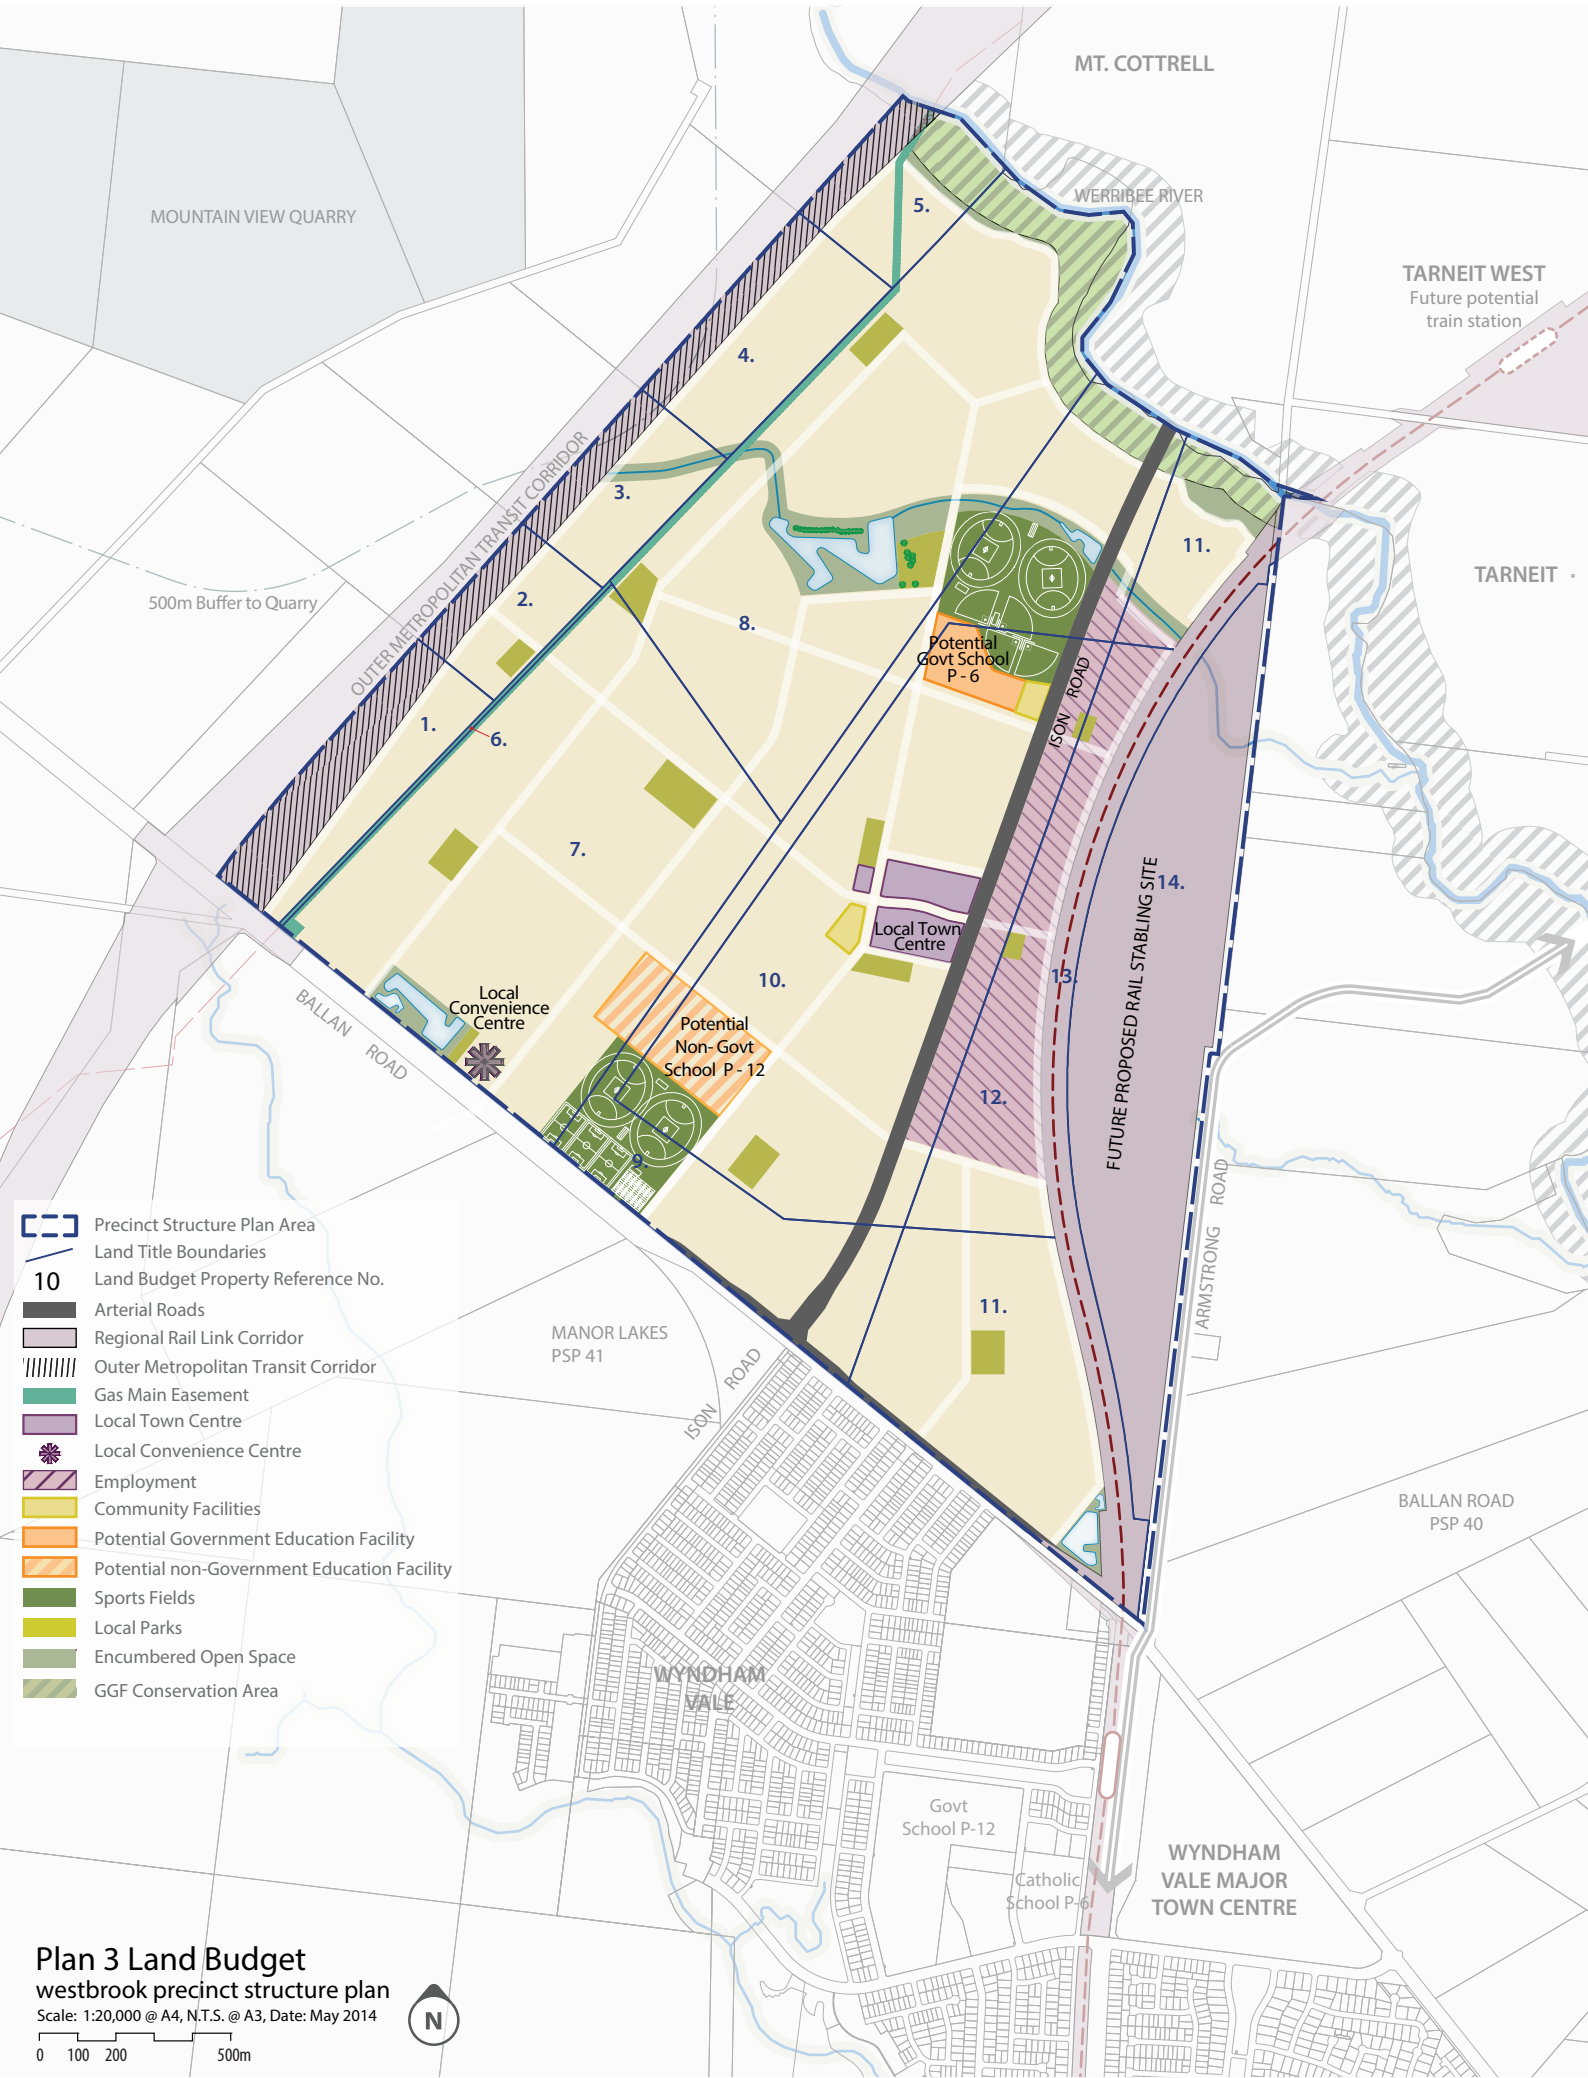 MT. COTTRELL
WERRIBEE RIVER
MOUNTAIN VIEW QUARRY
5.
TARNEIT WEST
Future potential
train station
4.
OUTER METROPOLITAN TRANSIT CORRIDOR
3.
11.
TARNEIT
500m Buffer to Quarry
2.
8.
Potential
Govt School
P - 6
ISON ROAD
1.
6.
7.
14.
Local Town
Centre
10.
13.
FUTURE PROPOSED RAIL STABLING SITE
Local
Convenience
Centre
BALLAN ROAD
Potential
Non- Govt
School P - 12
12.
9.
ARMSTRONG ROAD
11.
MANOR LAKES
PSP 41
ISON ROAD
BALLAN ROAD
PSP 40
Precinct Structure Plan Area
Land Title Boundaries
10 Land Budget Property Reference No.
Arterial Roads
Regional Rail Link Corridor
Outer Metropolitan Transit Corridor
Gas Main Easement
Local Town Centre
Local Convenience Centre
Employment
Community Facilities
Potential Government Education Facility
Potential non-Government Education Facility
Sports Fields
Local Parks
Encumbered Open Space
GGF Conservation Area
WYNDHAM
VALE
Govt
School P-12
Catholic
School P-6
WYNDHAM
VALE MAJOR
TOWN CENTRE
Plan 3 Land Budget
westbrook precinct structure plan
Scale: 1:20,000 @ A4, N.T.S. @ A3, Date: May 2014
0 100 200 500m
N